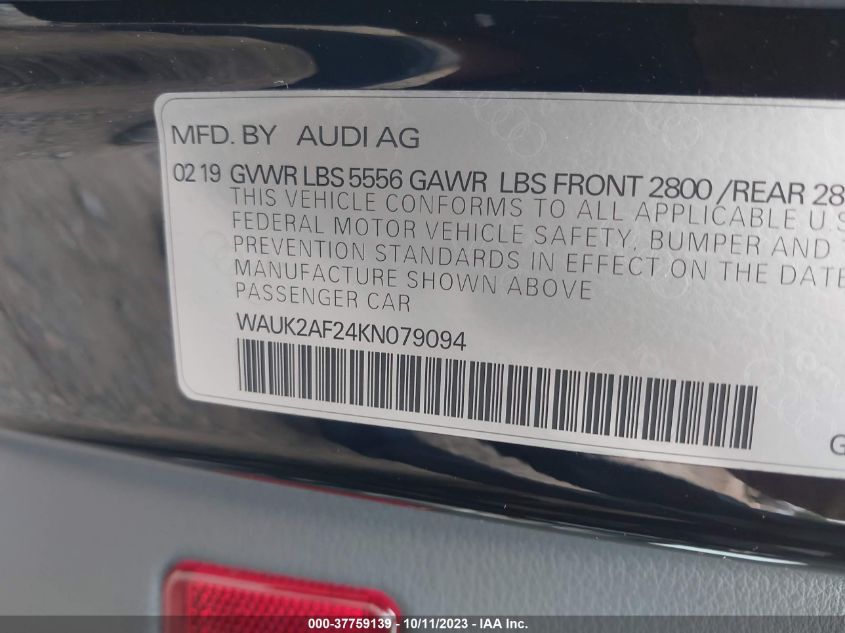 MFD. BY AUDI AG
02 19 GVWR LBS 5556 GAWR LBS FRONT 2800 /REAR 28
THIS VEHICLE CONFORMS TO ALL APPLICABLE U.S
FEDERAL MOTOR VEHICLE SAFETY, BUMPER AND
PREVENTION STANDARDS IN EFFECT ON THE DATE
MANUFACTURE SHOWN ABOVE
PASSENGER CAR
WAUK2AF24KN079094
G
000-37759139 - 10/11/2023 - IAA Inc.